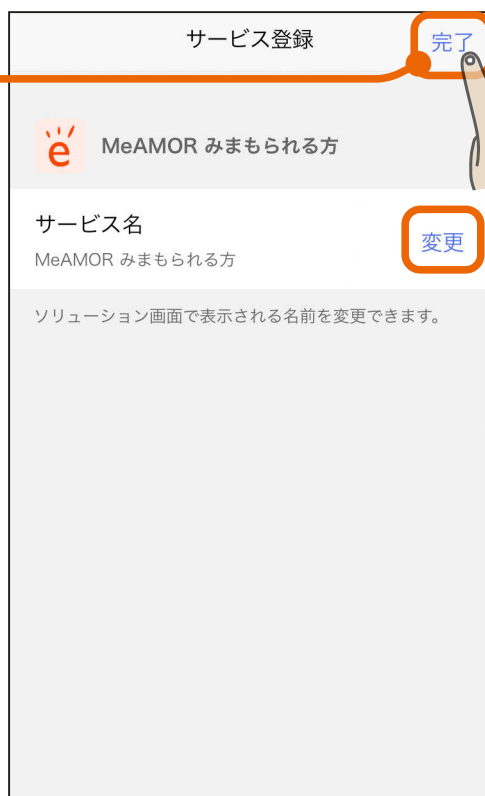 サービス登録
完了
MeAMOR みまもられる方
サービス名
変更
MeAMOR みまもられる方
ソリューション画面で表示される名前を変更できます。